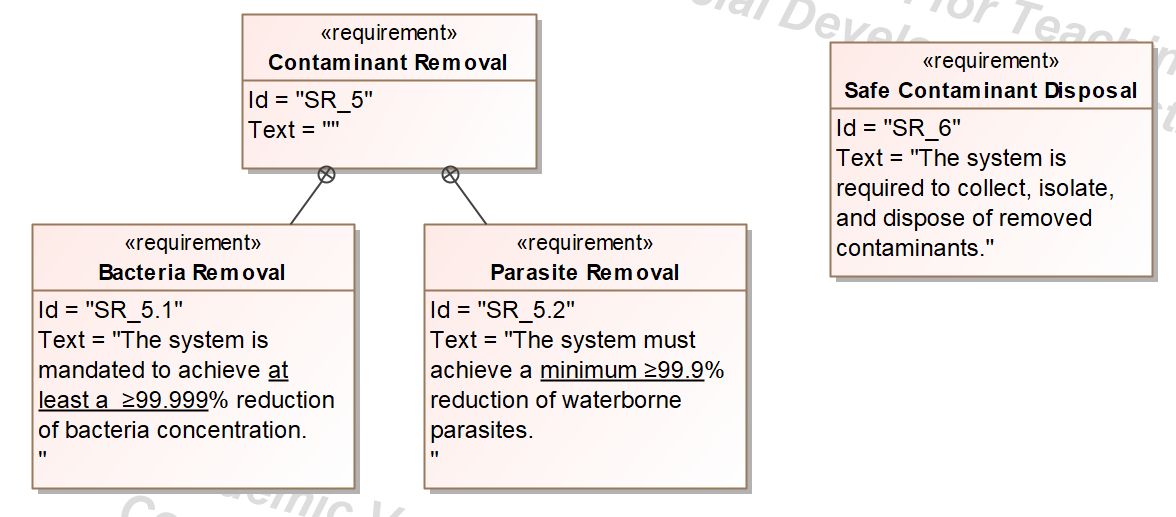 «requirement»
Contaminant Removal
Id = "SR_5"
Text = ""
«requirement»
Safe Contaminant Disposal
Id = "SR_6"
Text = "The system is
required to collect, isolate,
and dispose of removed
contaminants."
«requirement»
Bacteria Removal
Id = "SR_5.1"
Text = "The system is
mandated to achieve at
least a  ≥99.999% reduction
of bacteria concentration.
"
«requirement»
Parasite Removal
Id = "SR_5.2"
Text = "The system must
achieve a minimum ≥99.9%
reduction of waterborne
parasites.
"
for Teaching